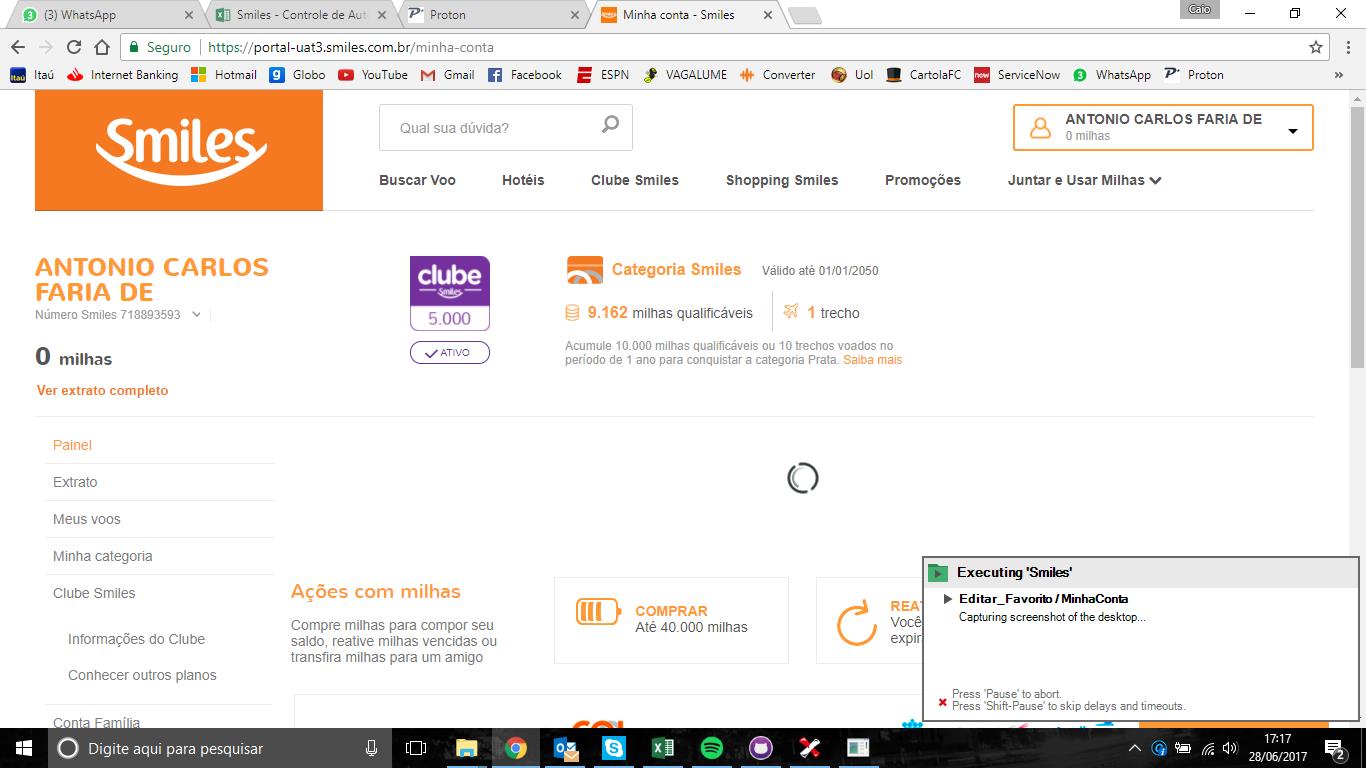 (3) WhatsApp
Smiles - Controle de Aut
Proton
Minha conta - Smiles
Caio
Seguro
https://portal-uat3.smiles.com.br/minha-conta
Itaú Itaú Internet Banking Hotmail Globo YouTube Gmail Facebook ESPN VAGALUME Converter Uol CartolaFC now ServiceNow 3 WhatsApp Proton »
Smiles
Qual sua dúvida?
ANTONIO CARLOS FARIA DE
0 milhas
Buscar Voo Hotéis Clube Smiles Shopping Smiles Promoções Juntar e Usar Milhas
ANTONIO CARLOS
FARIA DE
Número Smiles 718893593
0 milhas
Ver extrato completo
clube
Smiles
5.000
ATIVO
Categoria Smiles Válido até 01/01/2050
9.162 milhas qualificáveis 1 trecho
Acumule 10.000 milhas qualificáveis ou 10 trechos voados no
período de 1 ano para conquistar a categoria Prata. Saiba mais
Painel
Extrato
Meus voos
Minha categoria
Clube Smiles
Informações do Clube
Conhecer outros planos
Conta Família
Ações com milhas
Compre milhas para compor seu
saldo, reative milhas vencidas ou
transfira milhas para um amigo
COMPRAR
Até 40.000 milhas
REAT
Você
expir
Executing 'Smiles'
Editar_Favorito / MinhaConta
Capturing screenshot of the desktop...
Press 'Pause' to abort.
Press 'Shift-Pause' to skip delays and timeouts.
Digite aqui para pesquisar
17:17
28/06/2017
2